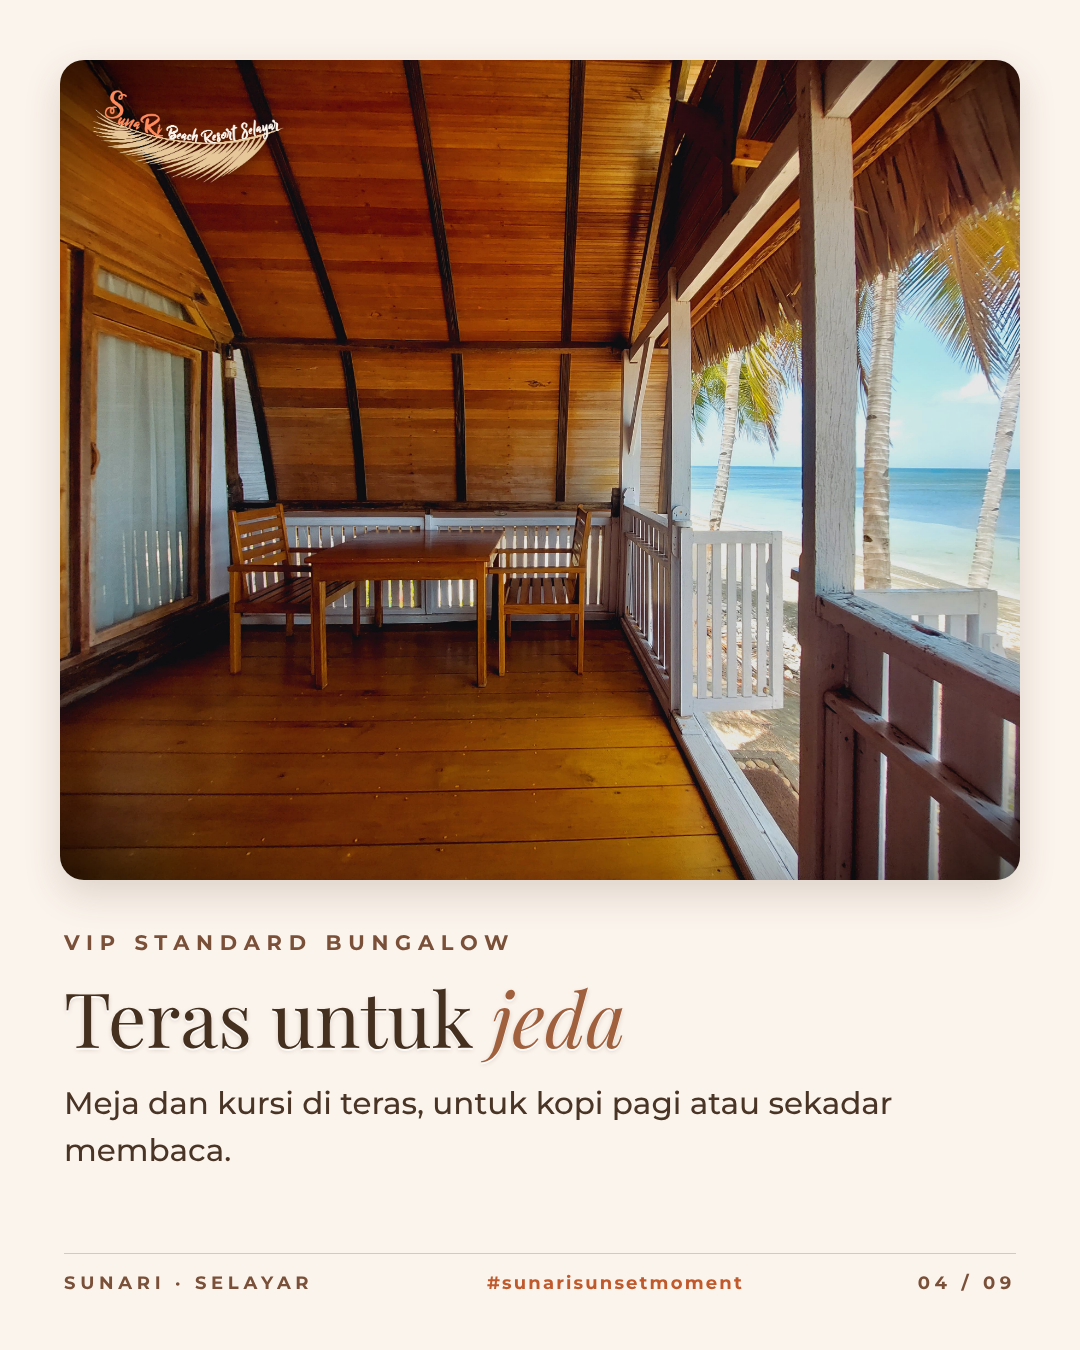 SunaRi Beach Resort Selayar
VIP STANDARD BUNGALOW
Teras untuk jeda
Meja dan kursi di teras, untuk kopi pagi atau sekadar
membaca.
SUNARI · SELAYAR
#sunarisunsetmoment
04 / 09